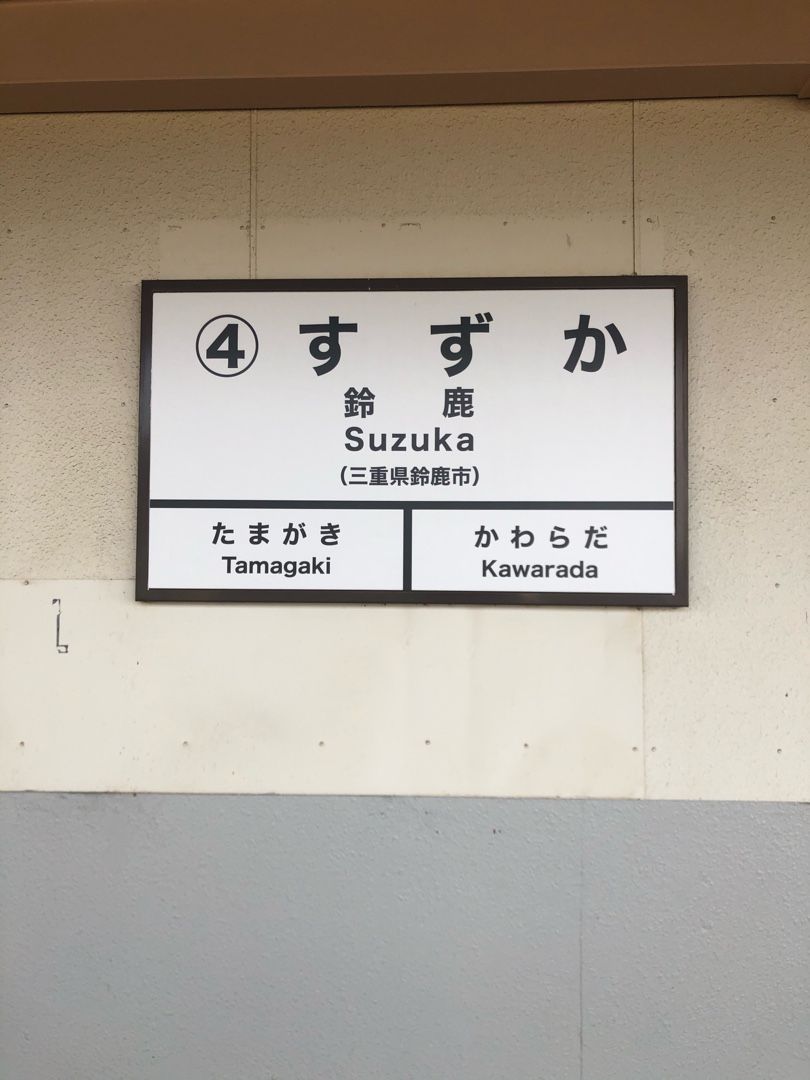 ④ すずか
鈴鹿
Suzuka
(三重県鈴鹿市)
たまがき かわらだ
Tamagaki Kawarada